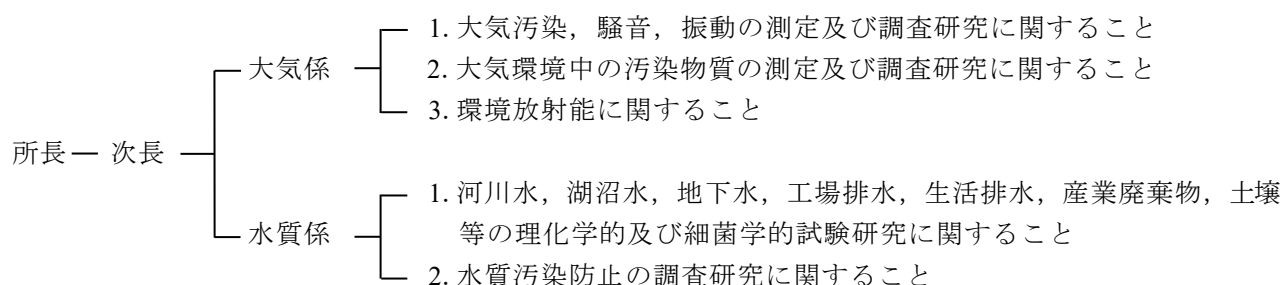 1. 大気汚染，騒音，振動の測定及び調査研究に関すること
大気係
2. 大気環境中の汚染物質の測定及び調査研究に関すること
3. 環境放射能に関すること
所長 次長
1. 河川水，湖沼水，地下水，工場排水，生活排水，産業廃棄物，土壌
等の理化学的及び細菌学的試験研究に関すること
水質係
2. 水質汚染防止の調査研究に関すること